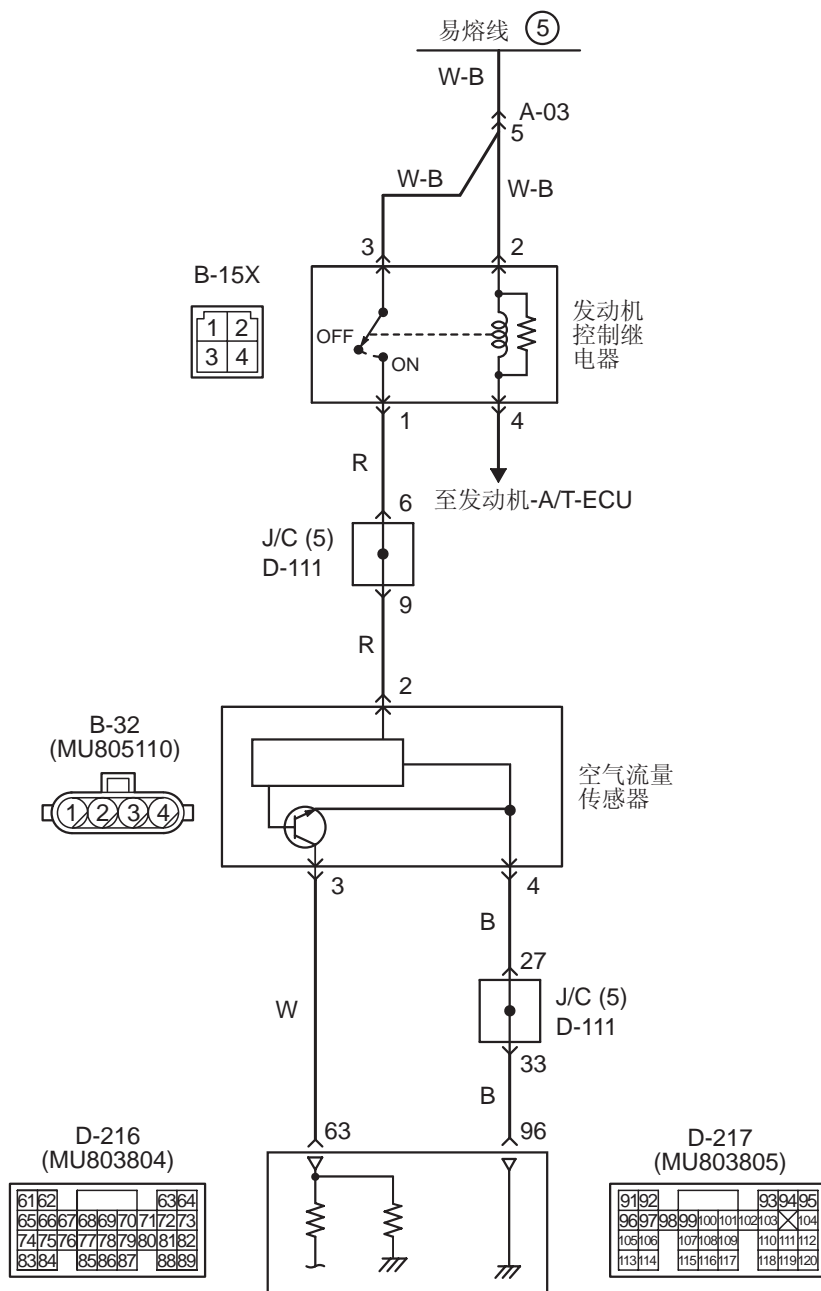 易熔线 ⑤
W-B
A-03
5
W-B
W-B
3
2
B-15X
1 2
3 4
OFF
ON
发动机
控制继
电器
1
4
R
至发动机-A/T-ECU
6
J/C (5)
D-111
9
R
2
B-32
(MU805110)
1 2 3 4
空气流量
传感器
3
4
B
27
W
J/C (5)
D-111
33
B
63
96
D-216
(MU803804)
61 62 63 64
65 66 67 68 69 70 71 72 73
74 75 76 77 78 79 80 81 82
83 84 85 86 87 88 89
D-217
(MU803805)
91 92 93 94 95
96 97 98 99 100 101 102 103 104
105 106 107 108 109 110 111 112
113 114 115 116 117 118 119 120